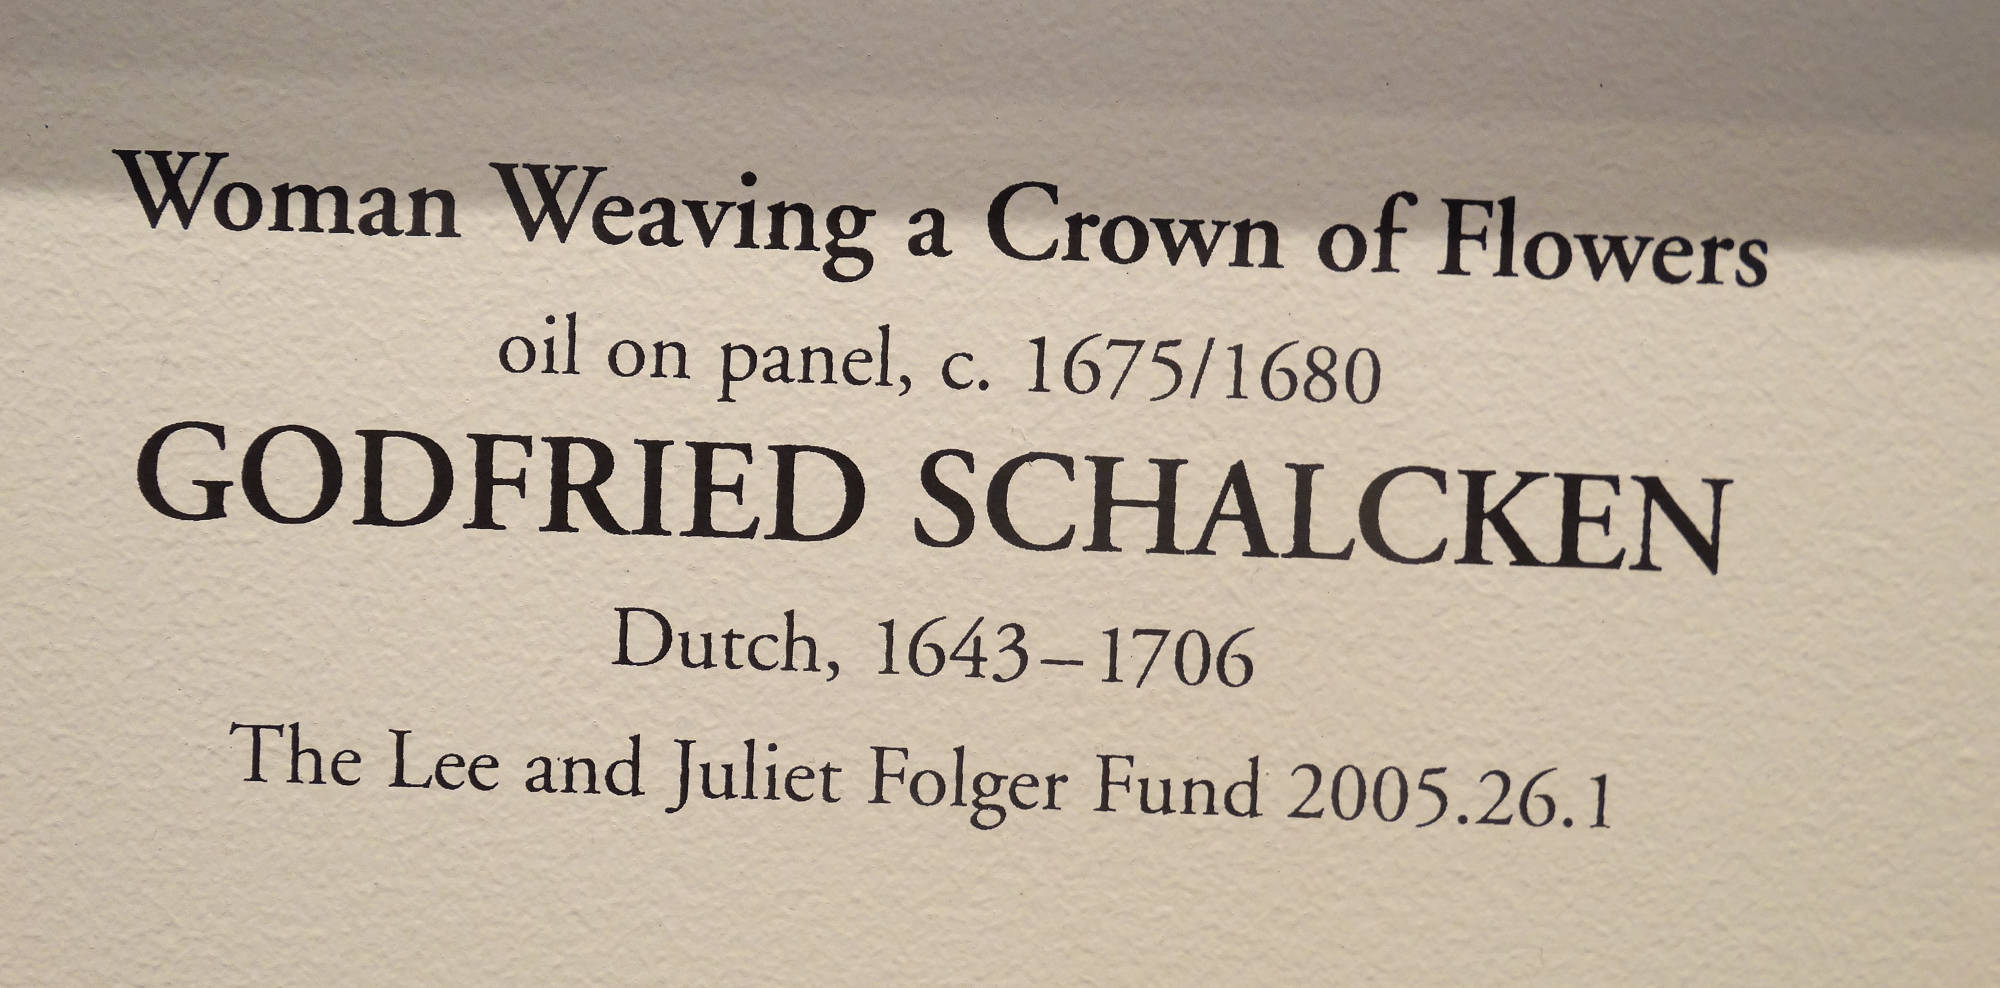 Woman Weaving a Crown of Flowers
oil on panel, c. 1675/1680
GODFRIED SCHALCKEN
Dutch, 1643–1706
The Lee and Juliet Folger Fund 2005.26.1